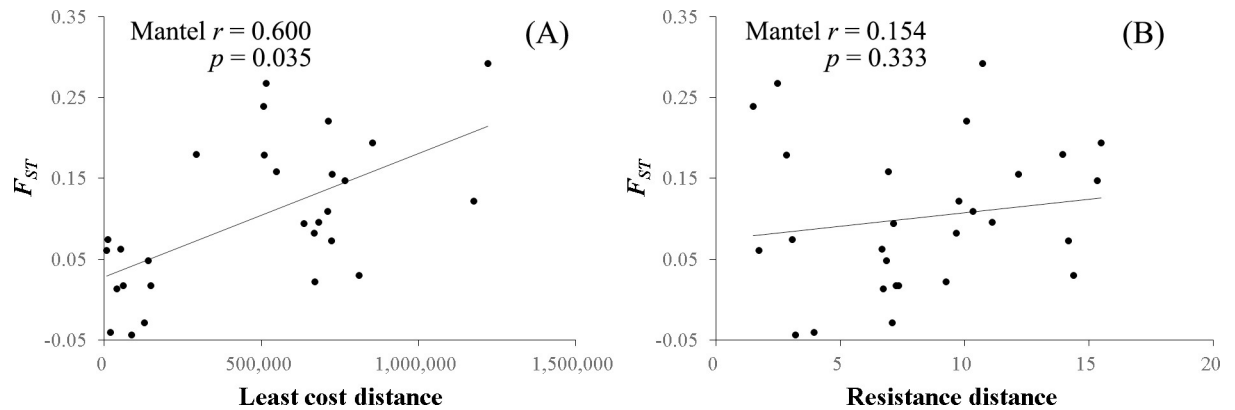 Mantel r = 0.600
p = 0.035
(A)
0.35
0.25
0.15
0.05
-0.05
FST
0
500,000
1,000,000
1,500,000
Least cost distance
Mantel r = 0.154
p = 0.333
(B)
0.35
0.25
0.15
0.05
-0.05
FST
0
5
10
15
20
Resistance distance